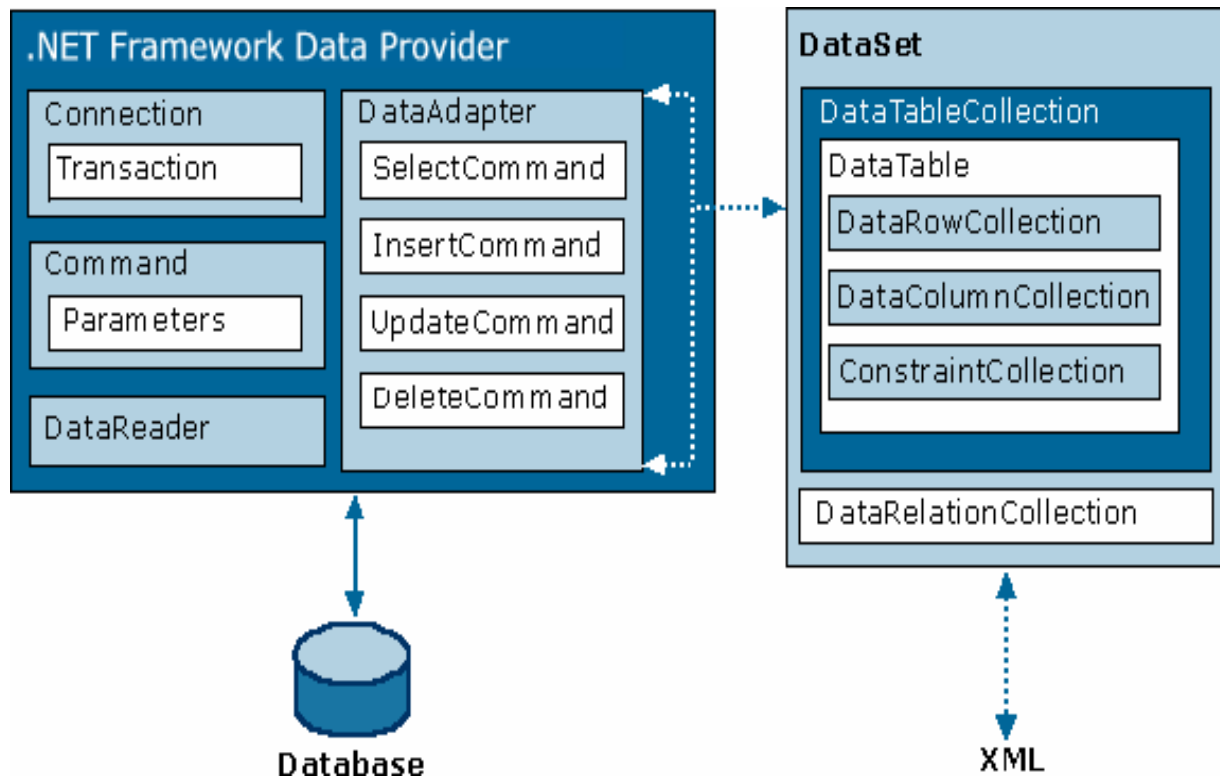 .NET Framework Data Provider
Connection
Transaction
Command
Parameters
DataReader
DataAdapter
SelectCommand
InsertCommand
UpdateCommand
DeleteCommand
DataSet
DataTableCollection
DataTable
DataRowCollection
DataColumnCollection
ConstraintCollection
DataRelationCollection
Database
XML